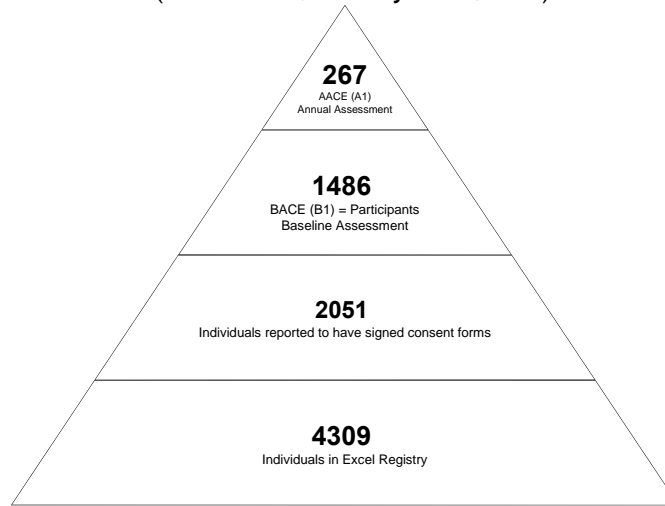 267
AACE (A1)
Annual Assessment
1486
BACE (B1) = Participants
Baseline Assessment
2051
Individuals reported to have signed consent forms
4309
Individuals in Excel Registry